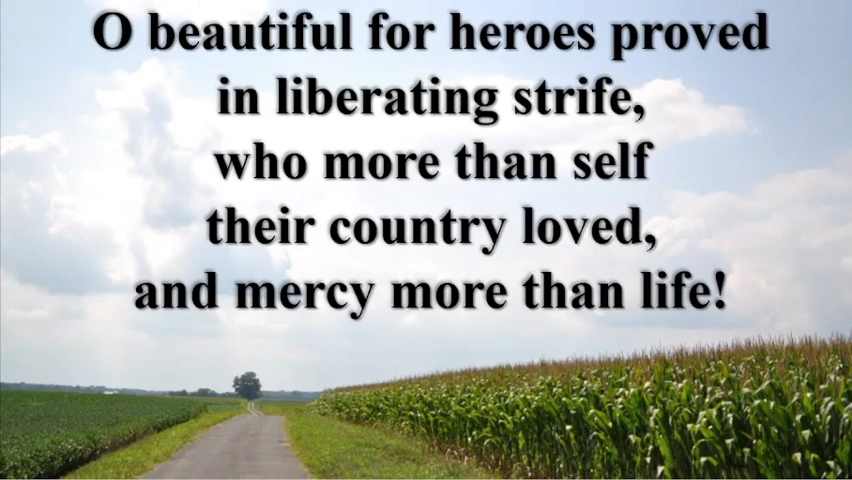 O beautiful for heroes proved
in liberating strife,
who more than self
their country loved,
and mercy more than life!